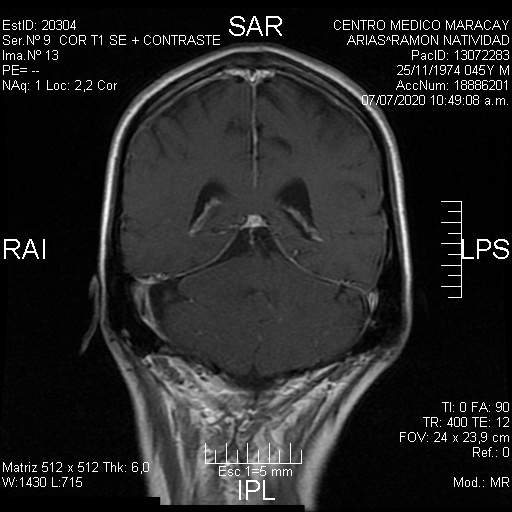 EstID: 20304
Ser.Nº 9 COR T1 SE + CONTRASTE
Ima.Nº 13
PE= --
NAq: 1 Loc: 2,2 Cor
SAR
CENTRO MEDICO MARACAY
ARIAS^RAMON NATIVIDAD
PacID: 13072283
25/11/1974 045Y M
AccNum: 18886201
07/07/2020 10:49:08 a.m.
RAI
LPS
TI: 0 FA: 90
TR: 400 TE: 12
FOV: 24 x 23,9 cm
Ref.: 0
Matriz 512 x 512 Thk: 6,0
W:1430 L:715
Esc 1=5 mm
IPL
Mod.: MR